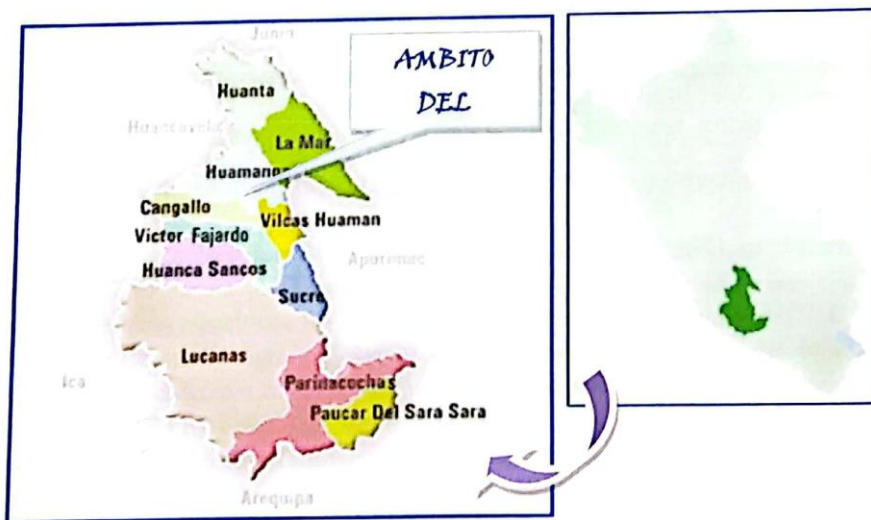 Junín
AMBITO
DEL
Huanta
Huancavelica
La Mar
Huamanga
Cangallo
Vilcas Huaman
Victor Fajardo
Apurimac
Huanca Sancos
Sucre
Lucanas
Ica
Parinacochas
Paucar Del Sara Sara
Arequipa